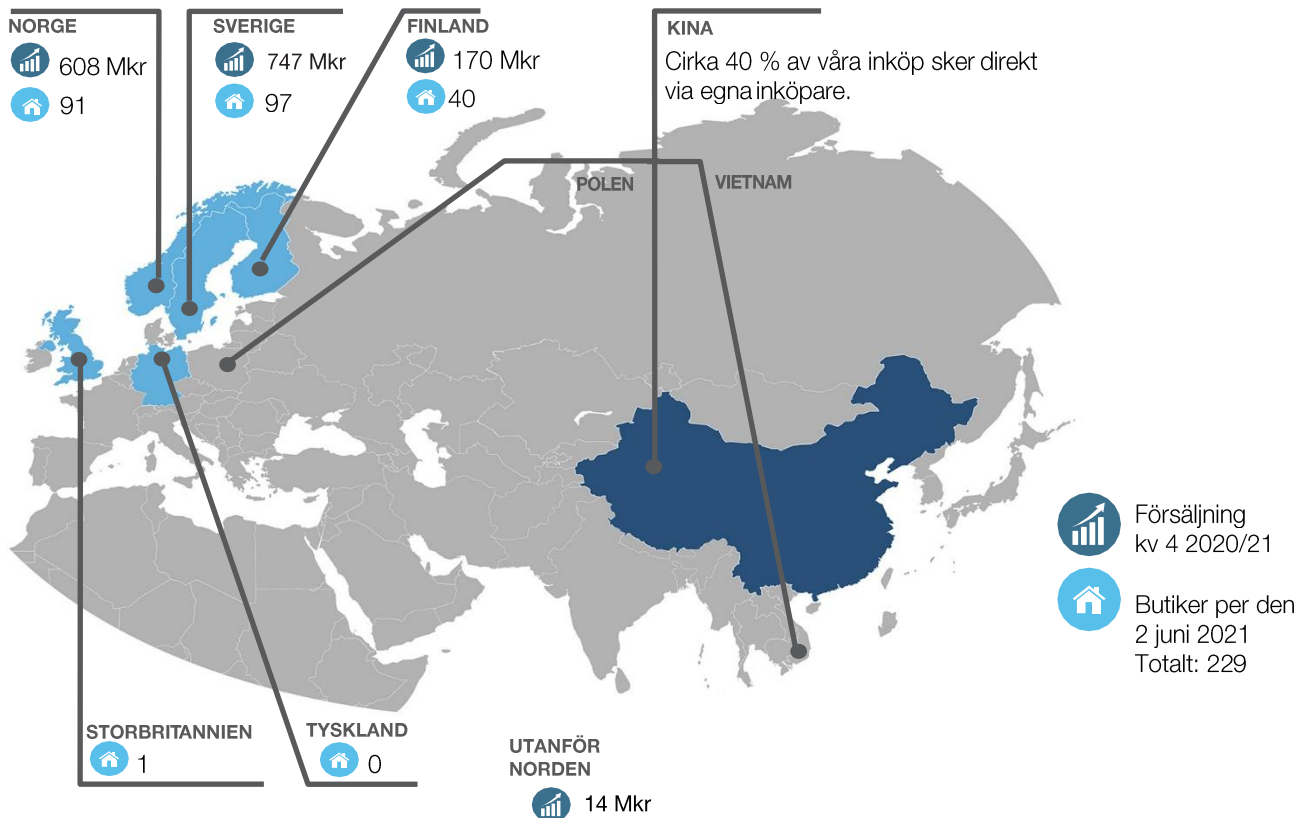 NORGE
608 Mkr
91
SVERIGE
747 Mkr
97
FINLAND
170 Mkr
40
KINA
Cirka 40 % av våra inköp sker direkt
via egna inköpare.
POLEN
VIETNAM
Försäljning
kv 4 2020/21
Butiker per den
2 juni 2021
Totalt: 229
STORBRITANNIEN
1
TYSKLAND
0
UTANFÖR
NORDEN
14 Mkr